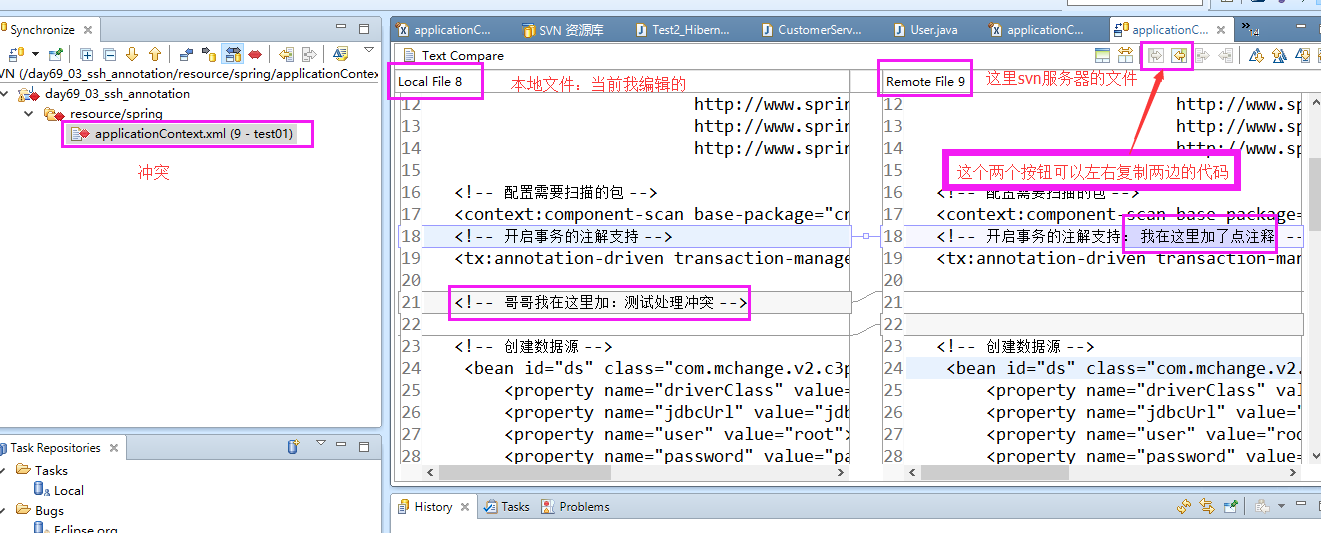 Synchronize
VN (/day69_03_ssh_annotation/resource/spring/applicationContex
day69_03_ssh_annotation
resource/spring
applicationContext.xml (9 - test01)
冲突
Task Repositories
Tasks
Local
Bugs
Eclipse.org
applicationC...
SVN 资源库
Test2_Hibern...
CustomerServ...
User.java
applicationC...
applicationC...
4
Text Compare
Local File 8
本地文件：当前我编辑的
Remote File 9
这里svn服务器的文件
这个两个按钮可以左右复制两边的代码
12 http://www.sprin
13 http://www.sprin
14 http://www.sprin
15
16 <!-- 配置需要扫描的包 -->
17 <context:component-scan base-package="cn
18 <!-- 开启事务的注解支持 -->
19 <tx:annotation-driven transaction-manage
20
21 <!-- 哥哥我在这里加：测试处理冲突 -->
22
23 <!-- 创建数据源 -->
24 <bean id="ds" class="com.mchange.v2.c3p
25 <property name="driverClass" value=
26 <property name="jdbcUrl" value="jdb
27 <property name="user" value="root">
28 <property name="password" value="pa
12 http://www.sprin
13 http://www.sprin
14 http://www.sprin
15
16 <!-- 配置需要扫描的包 -->
17 <context:component-scan base-package=
18 <!-- 开启事务的注解支持：我在这里加了点注释 --
19 <tx:annotation-driven transaction-man
20
21
22
23 <!-- 创建数据源 -->
24 <bean id="ds" class="com.mchange.v2.
25 <property name="driverClass" val
26 <property name="jdbcUrl" value="
27 <property name="user" value="roo
28 <property name="password" value=
History
Tasks
Problems